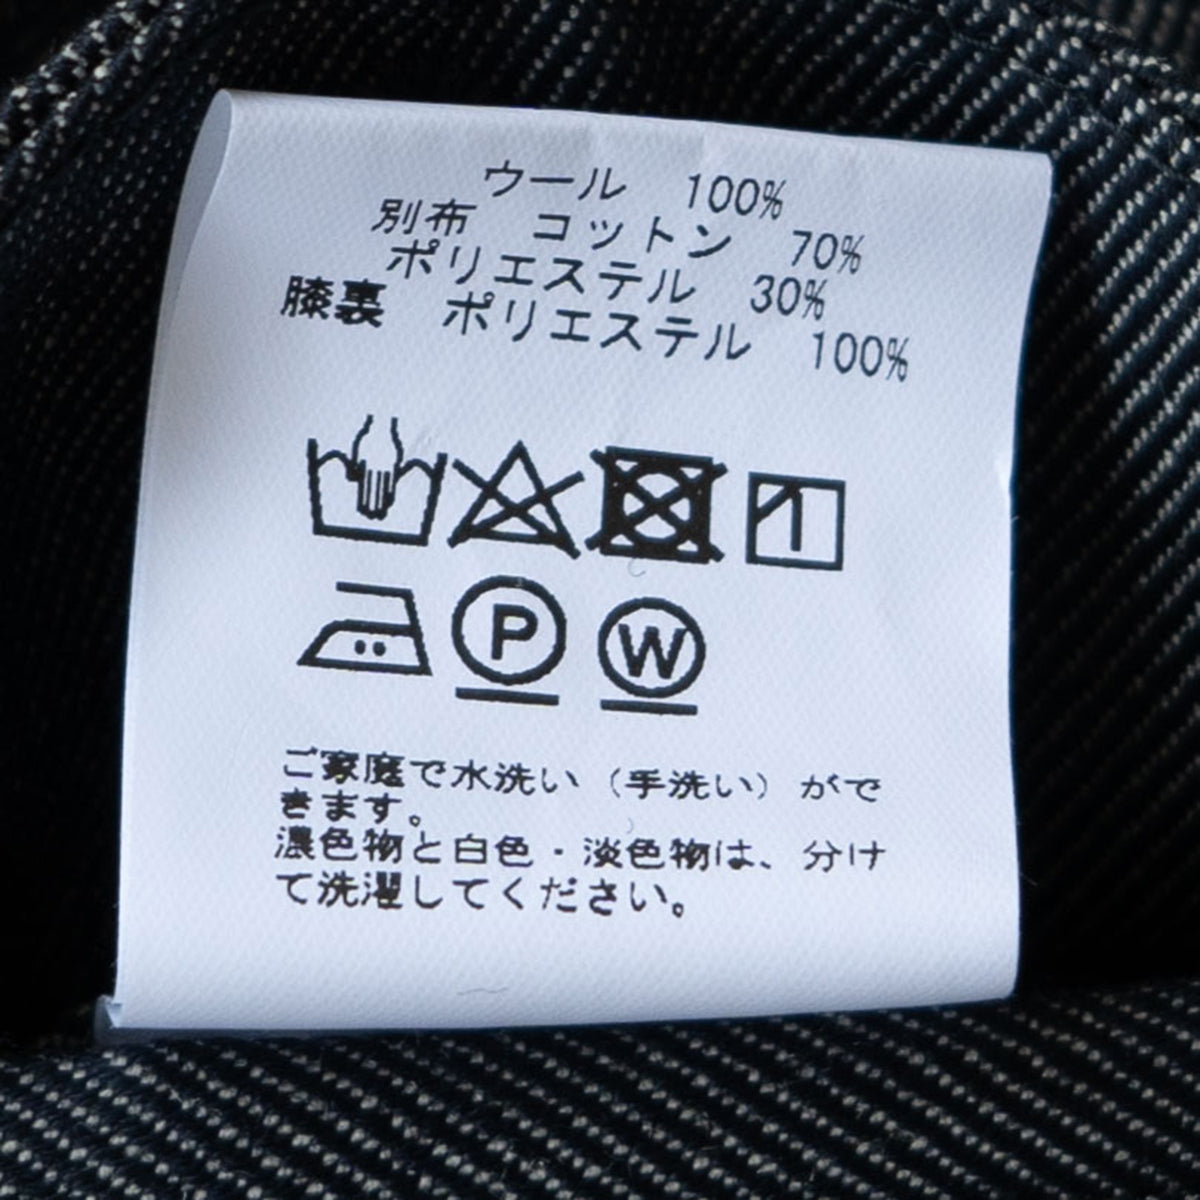 ウール 100%
別布 コットン 70%
ポリエステル 30%
膝裏 ポリエステル 100%
P W
ご家庭で水洗い（手洗い）がで
きます。
濃色物と白色・淡色物は、分け
て洗濯してください。